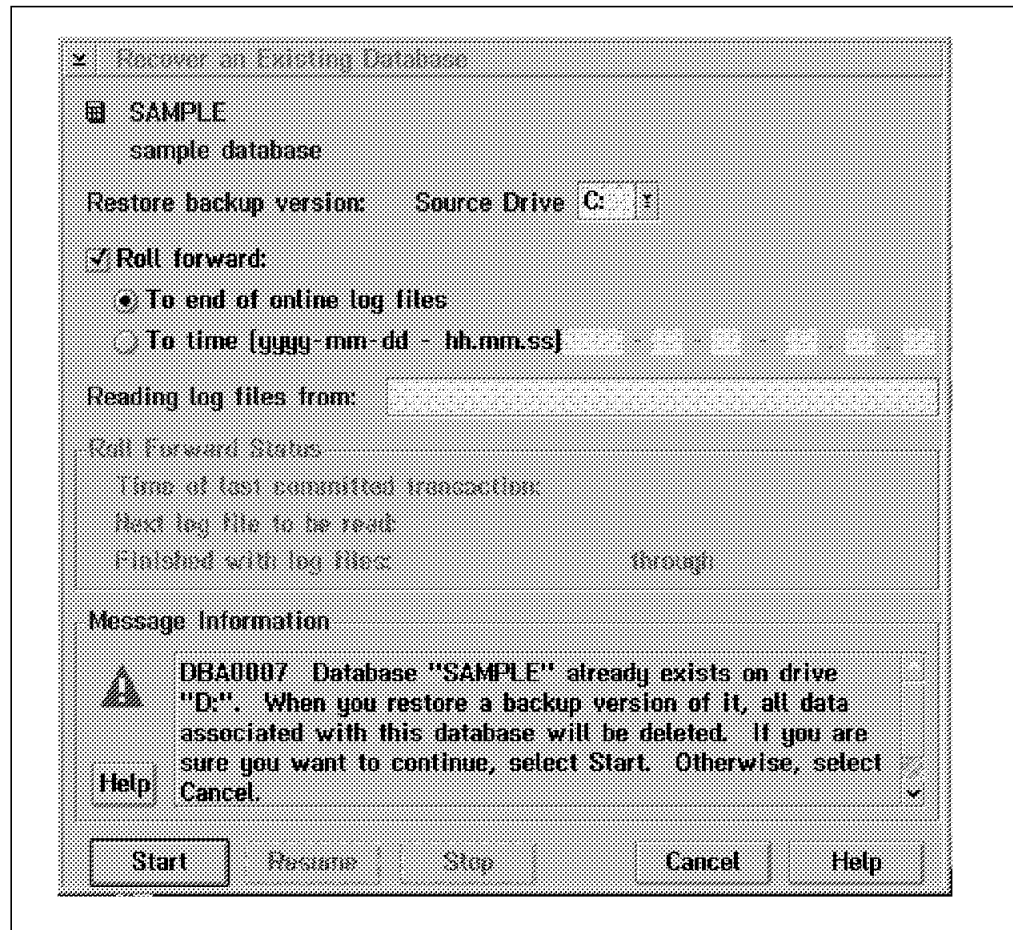 Recover an Existing Database
SAMPLE
sample database
Restore backup version: Source Drive C:
Roll forward:
To end of online log files
To time (yyyy-mm-dd - hh.mm.ss) - - - . .
Reading log files from:
Roll Forward Status
Time of last committed transaction:
Next log file to be read:
Finished with log files: through
Message Information
DBA0007 Database "SAMPLE" already exists on drive
"D:". When you restore a backup version of it, all data
associated with this database will be deleted. If you are
sure you want to continue, select Start. Otherwise, select
Cancel.
Help
Start Resume Stop Cancel Help